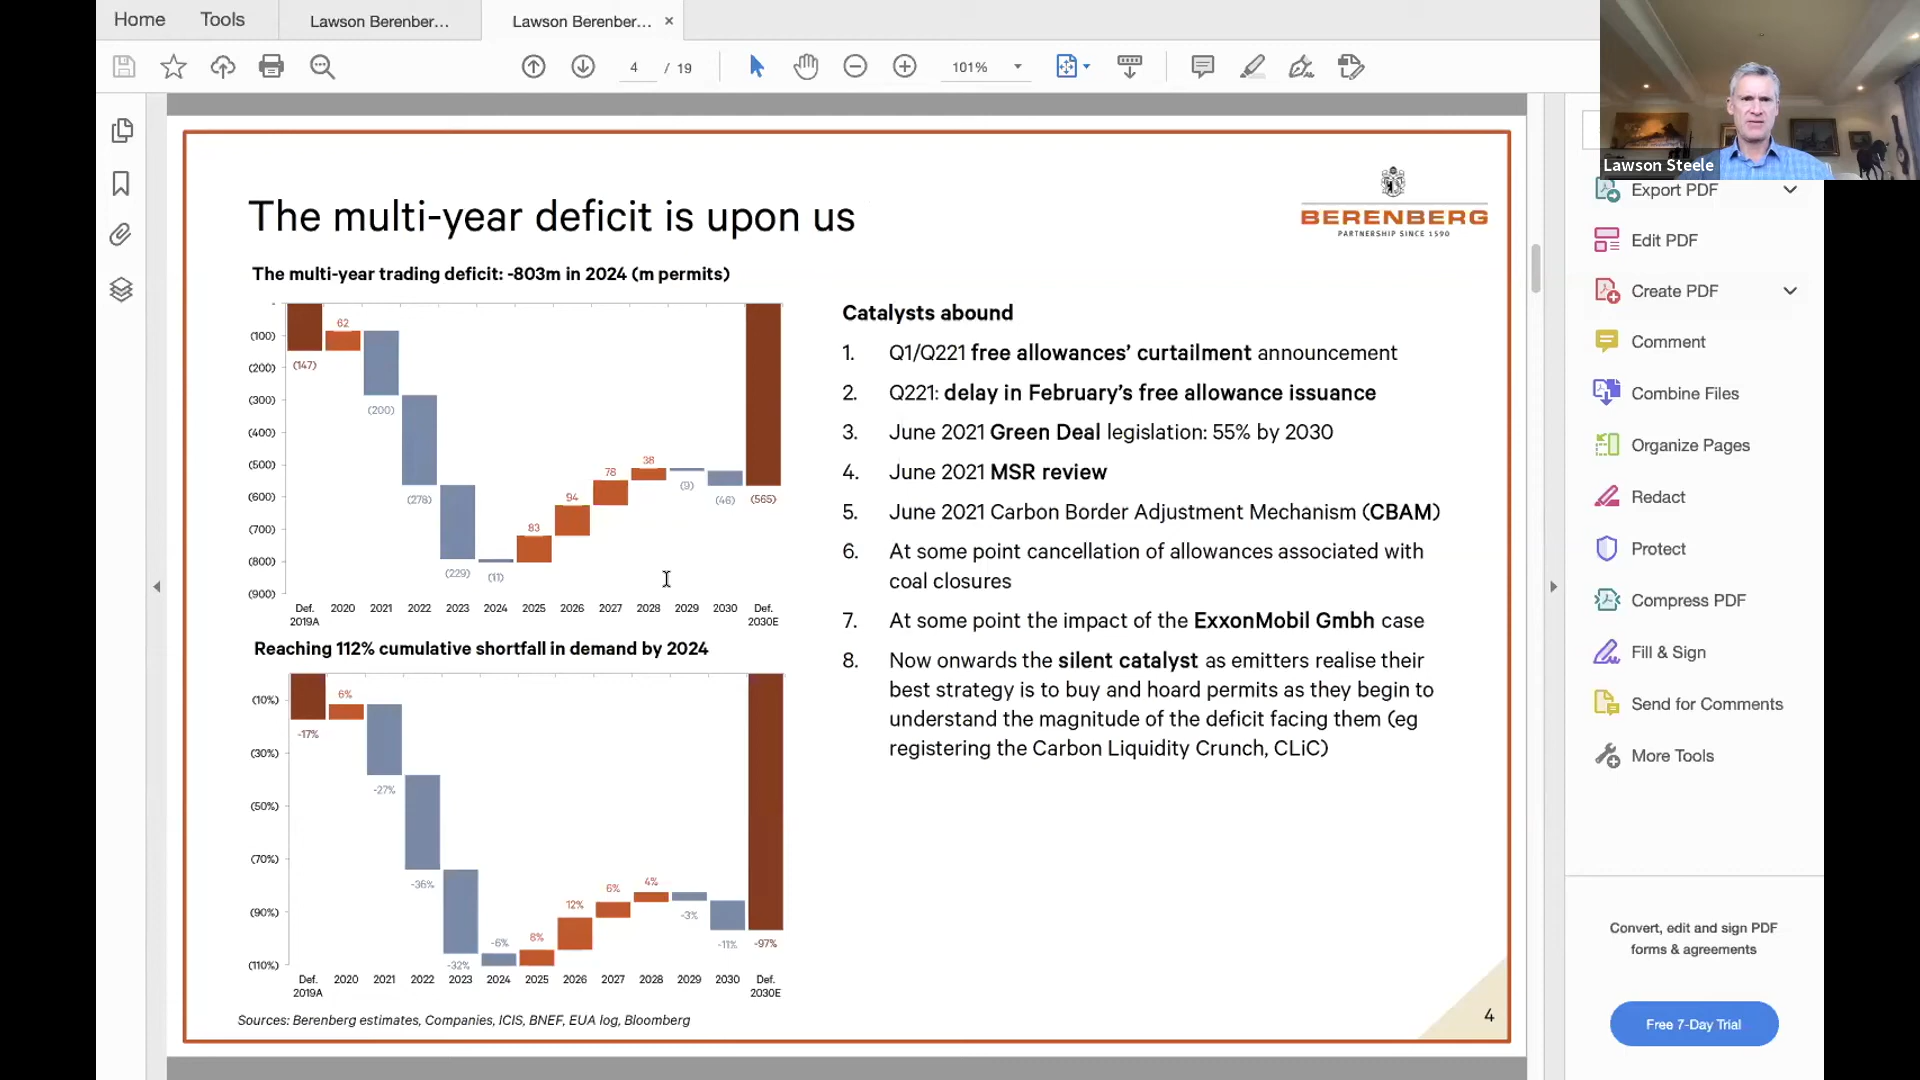 Home
Tools
Lawson Berenber...
Lawson Berenber...
4 / 19
101%
Lawson Steele
The multi-year deficit is upon us
BERENBERG
PARTNERSHIP SINCE 1590
The multi-year trading deficit: -803m in 2024 (m permits)
-
(100)
(200)
(300)
(400)
(500)
(600)
(700)
(800)
(900)
(147)
62
(200)
(278)
(229)
(11)
83
94
78
38
(9)
(46)
(565)
Def. 2020 2021 2022 2023 2024 2025 2026 2027 2028 2029 2030 Def.
2019A 2030E
Reaching 112% cumulative shortfall in demand by 2024
(10%)
(30%)
(50%)
(70%)
(90%)
(110%)
-17%
6%
-27%
-36%
-32%
-6%
8%
12%
6%
4%
-3%
-11%
-97%
Def. 2020 2021 2022 2023 2024 2025 2026 2027 2028 2029 2030 Def.
2019A 2030E
Sources: Berenberg estimates, Companies, ICIS, BNEF, EUA log, Bloomberg
Catalysts abound
1. Q1/Q221 free allowances’ curtailment announcement
2. Q221: delay in February’s free allowance issuance
3. June 2021 Green Deal legislation: 55% by 2030
4. June 2021 MSR review
5. June 2021 Carbon Border Adjustment Mechanism (CBAM)
6. At some point cancellation of allowances associated with
coal closures
7. At some point the impact of the ExxonMobil Gmbh case
8. Now onwards the silent catalyst as emitters realise their
best strategy is to buy and hoard permits as they begin to
understand the magnitude of the deficit facing them (eg
registering the Carbon Liquidity Crunch, CLiC)
4
Export PDF
Edit PDF
Create PDF
Comment
Combine Files
Organize Pages
Redact
Protect
Compress PDF
Fill & Sign
Send for Comments
More Tools
Convert, edit and sign PDF
forms & agreements
Free 7-Day Trial